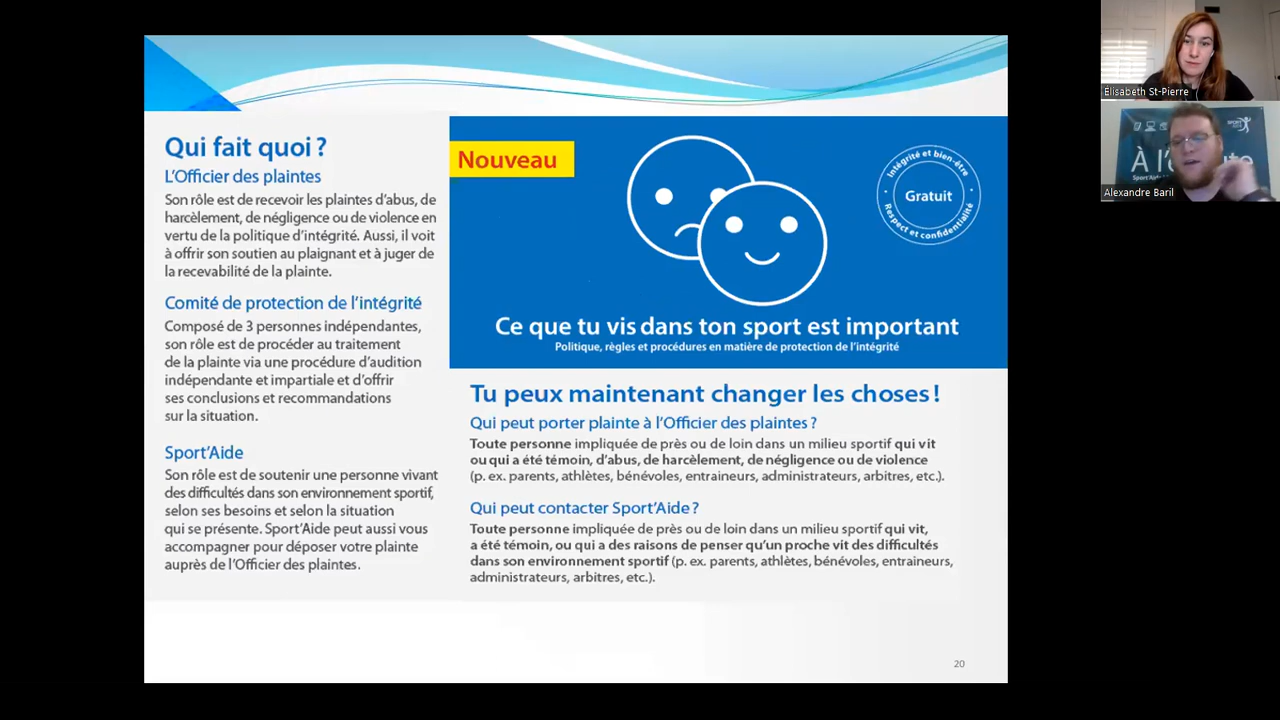 Qui fait quoi ?
L'Officier des plaintes
Son rôle est de recevoir les plaintes d'abus, de
harcèlement, de négligence ou de violence en
vertu de la politique d'intégrité. Aussi, il voit
à offrir son soutien au plaignant et à juger de
la recevabilité de la plainte.
Comité de protection de l'intégrité
Composé de 3 personnes indépendantes,
son rôle est de procéder au traitement
de la plainte via une procédure d'audition
indépendante et impartiale et d'offrir
ses conclusions et recommandations
sur la situation.
Sport'Aide
Son rôle est de soutenir une personne vivant
des difficultés dans son environnement sportif,
selon ses besoins et selon la situation
qui se présente. Sport'Aide peut aussi vous
accompagner pour déposer votre plainte
auprès de l'Officier des plaintes.
Nouveau
Intégrité et bien-être
Gratuit
Respect et confidentialité
Ce que tu vis dans ton sport est important
Politique, règles et procédures en matière de protection de l'intégrité
Tu peux maintenant changer les choses !
Qui peut porter plainte à l'Officier des plaintes ?
Toute personne impliquée de près ou de loin dans un milieu sportif qui vit
ou qui a été témoin, d'abus, de harcèlement, de négligence ou de violence
(p. ex. parents, athlètes, bénévoles, entraineurs, administrateurs, arbitres, etc.).
Qui peut contacter Sport'Aide ?
Toute personne impliquée de près ou de loin dans un milieu sportif qui vit,
a été témoin, ou qui a des raisons de penser qu'un proche vit des difficultés
dans son environnement sportif (p. ex. parents, athlètes, bénévoles, entraineurs,
administrateurs, arbitres, etc.).
20
Élisabeth St-Pierre
À l'é
ute
Alexandre Baril